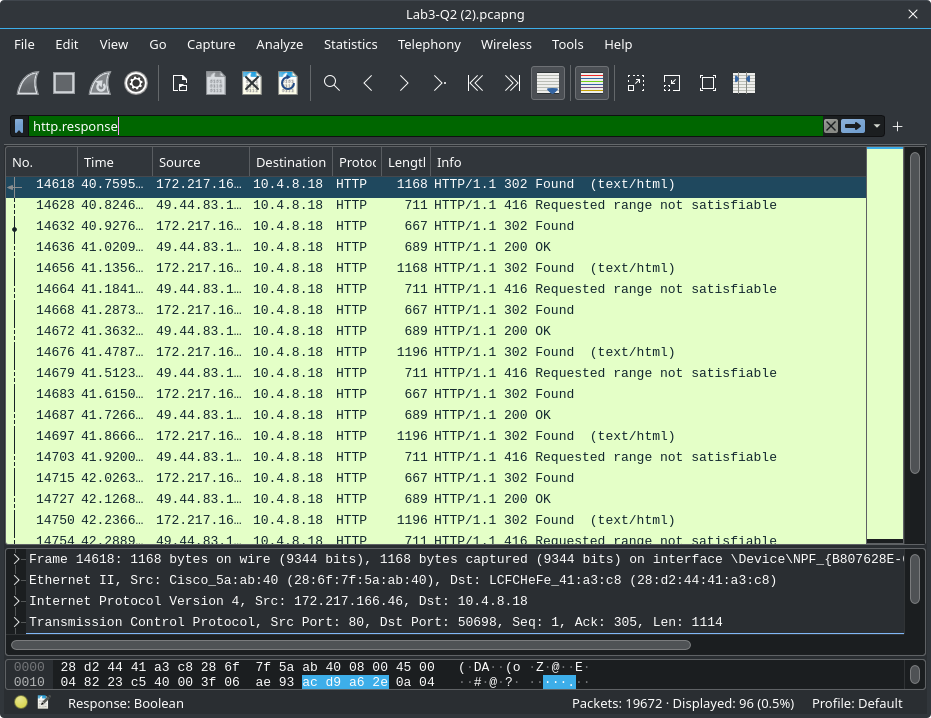 Lab3-Q2 (2).pcapng
File Edit View Go Capture Analyze Statistics Telephony Wireless Tools Help
http.response
No. Time Source Destination Protoc Lengtl Info
14618 40.7595… 172.217.16… 10.4.8.18 HTTP 1168 HTTP/1.1 302 Found (text/html)
14628 40.8246… 49.44.83.1… 10.4.8.18 HTTP 711 HTTP/1.1 416 Requested range not satisfiable
14632 40.9276… 172.217.16… 10.4.8.18 HTTP 667 HTTP/1.1 302 Found
14636 41.0209… 49.44.83.1… 10.4.8.18 HTTP 689 HTTP/1.1 200 OK
14656 41.1356… 172.217.16… 10.4.8.18 HTTP 1168 HTTP/1.1 302 Found (text/html)
14664 41.1841… 49.44.83.1… 10.4.8.18 HTTP 711 HTTP/1.1 416 Requested range not satisfiable
14668 41.2873… 172.217.16… 10.4.8.18 HTTP 667 HTTP/1.1 302 Found
14672 41.3632… 49.44.83.1… 10.4.8.18 HTTP 689 HTTP/1.1 200 OK
14676 41.4787… 172.217.16… 10.4.8.18 HTTP 1196 HTTP/1.1 302 Found (text/html)
14679 41.5123… 49.44.83.1… 10.4.8.18 HTTP 711 HTTP/1.1 416 Requested range not satisfiable
14683 41.6150… 172.217.16… 10.4.8.18 HTTP 667 HTTP/1.1 302 Found
14687 41.7266… 49.44.83.1… 10.4.8.18 HTTP 689 HTTP/1.1 200 OK
14697 41.8666… 172.217.16… 10.4.8.18 HTTP 1196 HTTP/1.1 302 Found (text/html)
14703 41.9200… 49.44.83.1… 10.4.8.18 HTTP 711 HTTP/1.1 416 Requested range not satisfiable
14715 42.0263… 172.217.16… 10.4.8.18 HTTP 667 HTTP/1.1 302 Found
14727 42.1268… 49.44.83.1… 10.4.8.18 HTTP 689 HTTP/1.1 200 OK
14750 42.2366… 172.217.16… 10.4.8.18 HTTP 1196 HTTP/1.1 302 Found (text/html)
14754 42.2889… 49.44.83.1… 10.4.8.18 HTTP 711 HTTP/1.1 416 Requested range not satisfiable
Frame 14618: 1168 bytes on wire (9344 bits), 1168 bytes captured (9344 bits) on interface \Device\NPF_{B807628E-
Ethernet II, Src: Cisco_5a:ab:40 (28:6f:7f:5a:ab:40), Dst: LCFCHeFe_41:a3:c8 (28:d2:44:41:a3:c8)
Internet Protocol Version 4, Src: 172.217.166.46, Dst: 10.4.8.18
Transmission Control Protocol, Src Port: 80, Dst Port: 50698, Seq: 1, Ack: 305, Len: 1114
0000 28 d2 44 41 a3 c8 28 6f 7f 5a ab 40 08 00 45 00 (·DA··(o ·Z·@··E·
0010 04 82 23 c5 40 00 3f 06 ae 93 ac d9 a6 2e 0a 04 ··#·@·?· ·····.··
Response: Boolean Packets: 19672 · Displayed: 96 (0.5%) Profile: Default